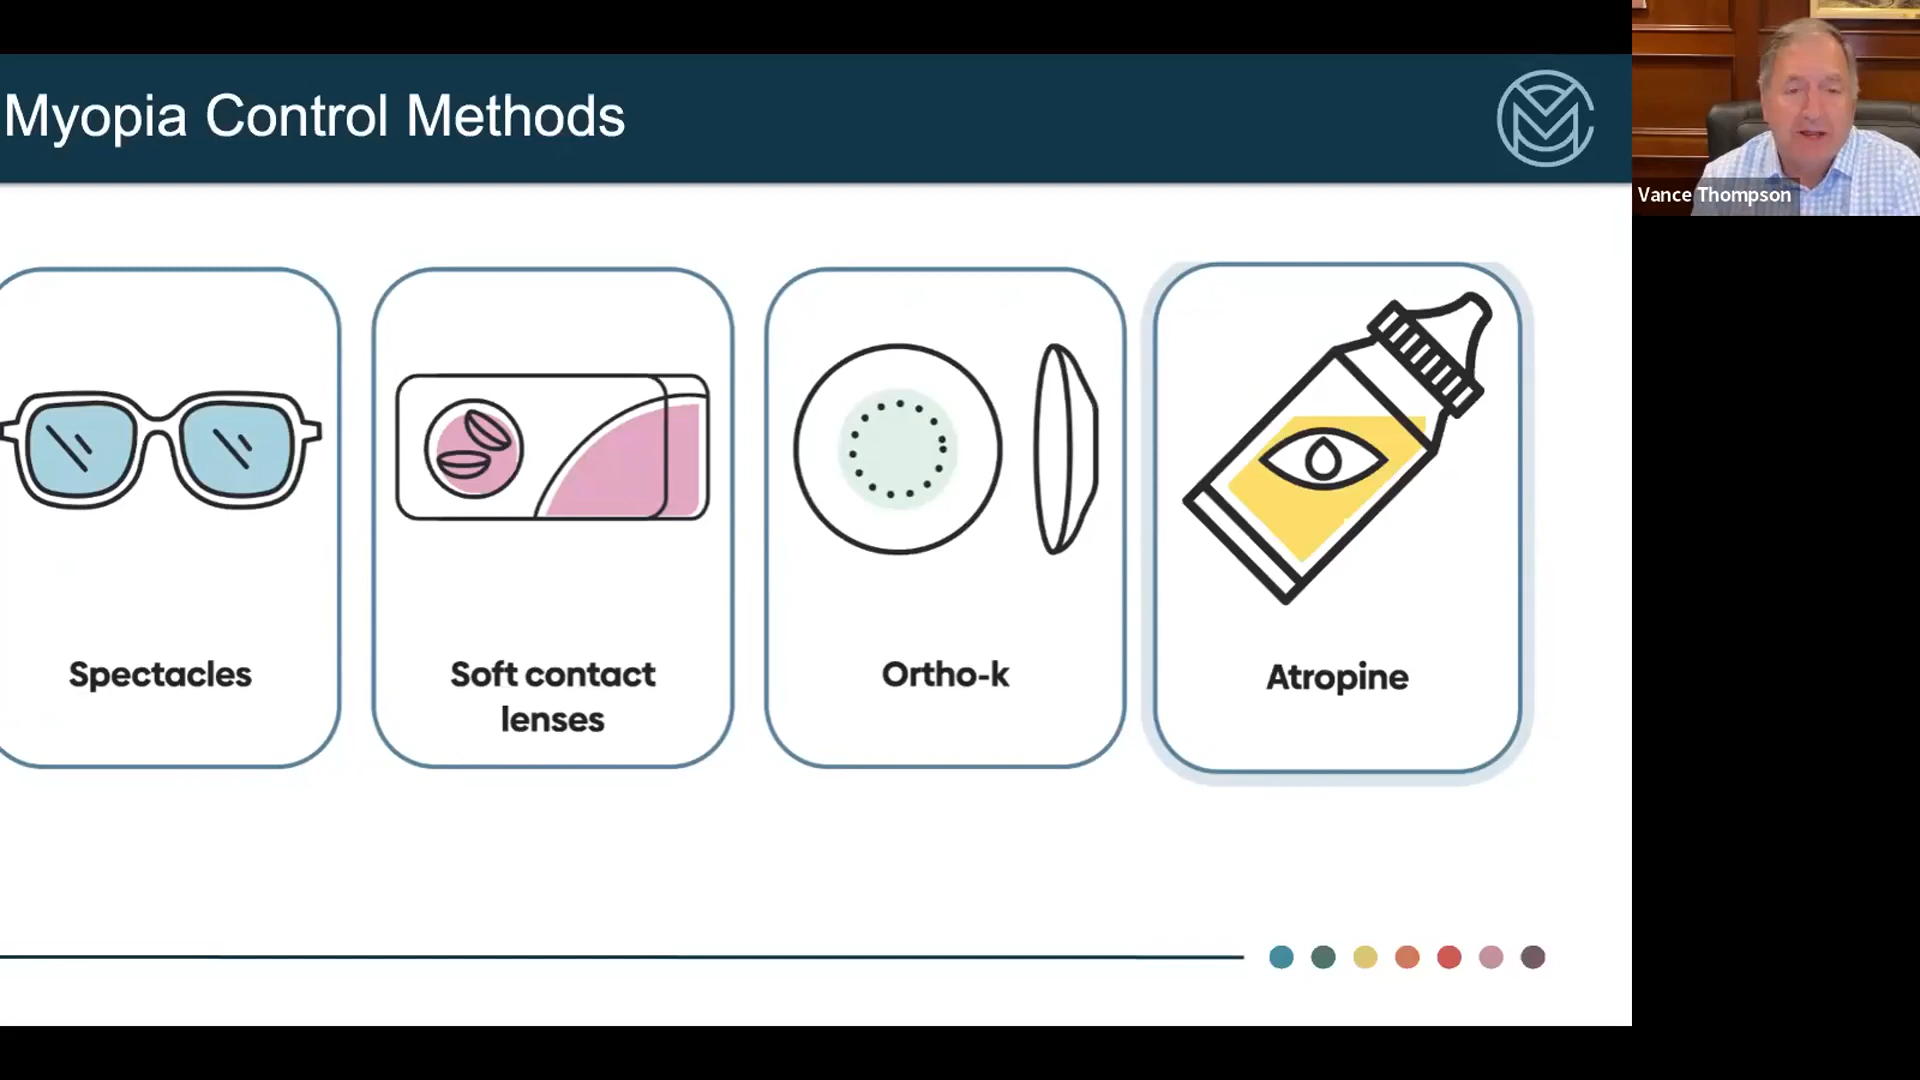 Myopia Control Methods
Vance Thompson
Spectacles
Soft contact
lenses
Ortho-k
Atropine